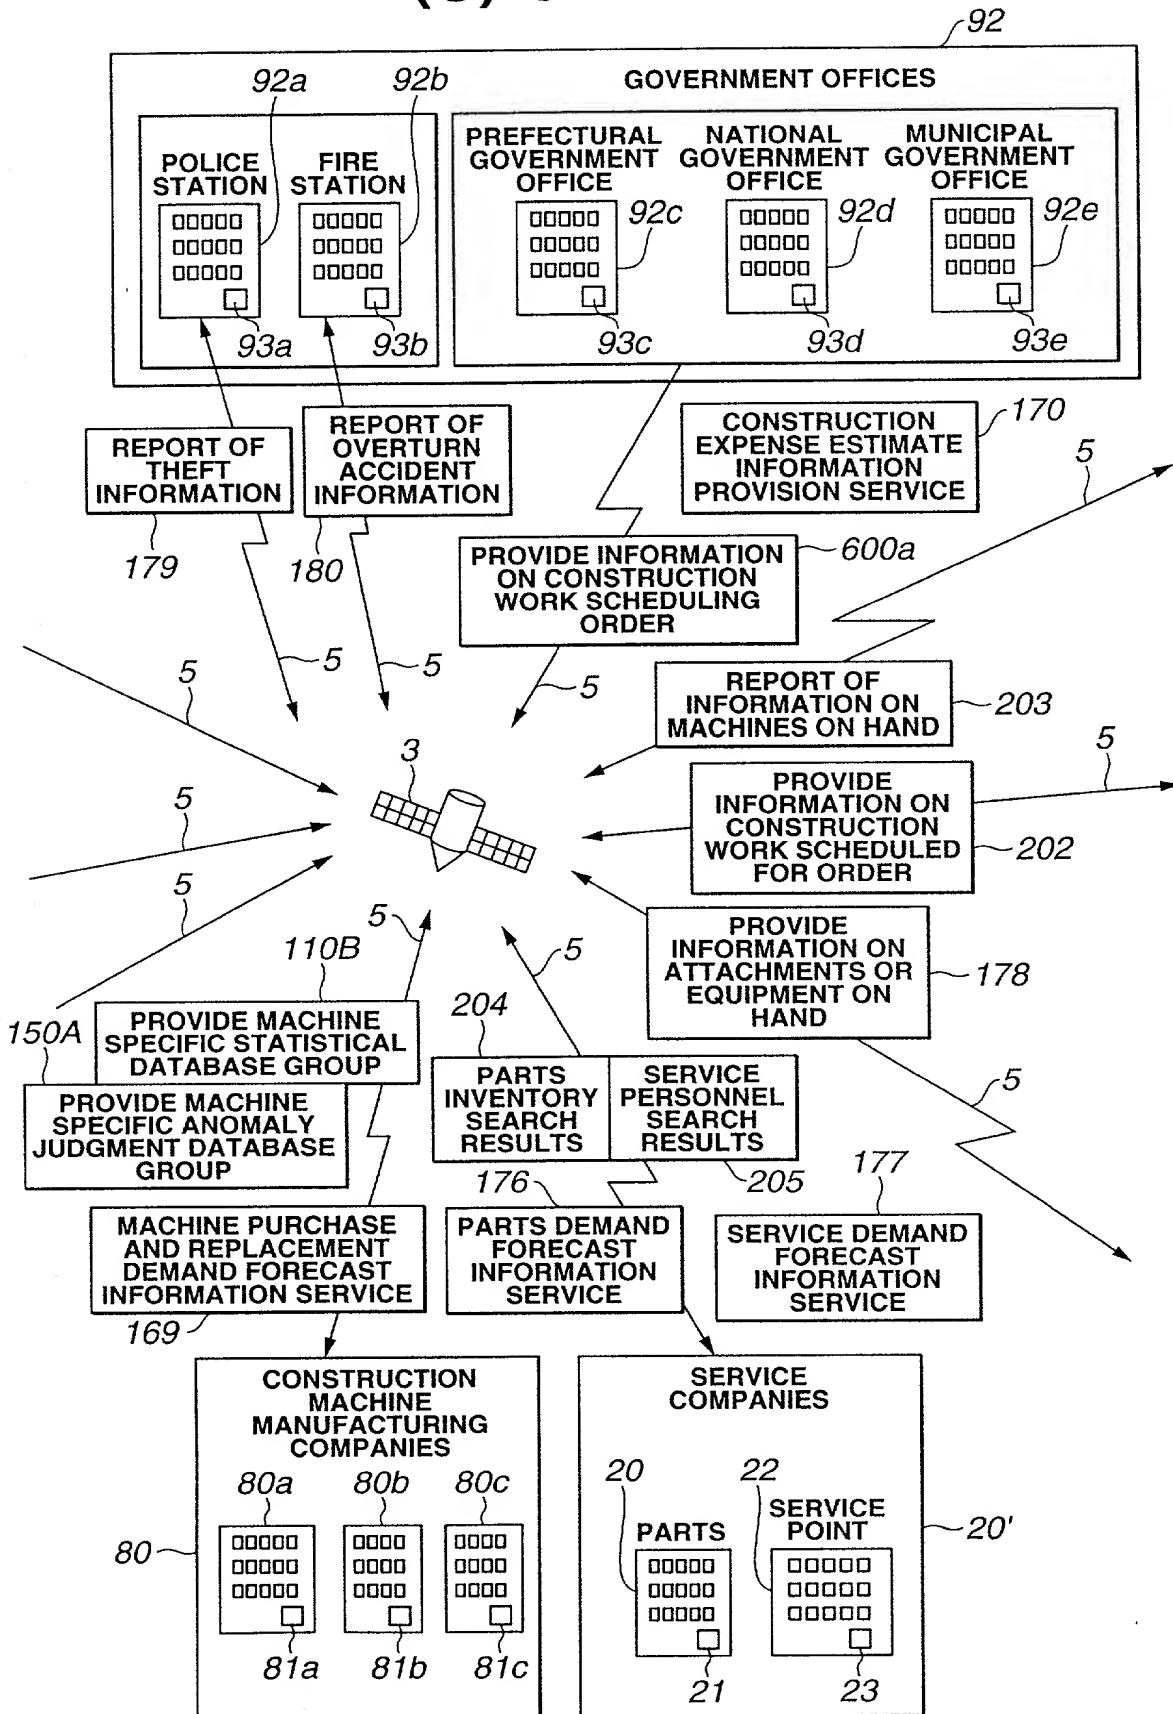 92
GOVERNMENT OFFICES
92a
92b
POLICE
STATION
FIRE
STATION
PREFECTURAL
GOVERNMENT
OFFICE
NATIONAL
GOVERNMENT
OFFICE
MUNICIPAL
GOVERNMENT
OFFICE
92c
92d
92e
93a
93b
93c
93d
93e
REPORT OF
THEFT
INFORMATION
179
REPORT OF
OVERTURN
ACCIDENT
INFORMATION
180
CONSTRUCTION
EXPENSE ESTIMATE
INFORMATION
PROVISION SERVICE
170
5
PROVIDE INFORMATION
ON CONSTRUCTION
WORK SCHEDULING
ORDER
600a
5
5
5
5
REPORT OF
INFORMATION ON
MACHINES ON HAND
203
3
5
PROVIDE
INFORMATION ON
CONSTRUCTION
WORK SCHEDULED
FOR ORDER
202
5
5
5
5
PROVIDE
INFORMATION ON
ATTACHMENTS OR
EQUIPMENT ON
HAND
178
110B
150A
PROVIDE MACHINE
SPECIFIC STATISTICAL
DATABASE GROUP
PROVIDE MACHINE
SPECIFIC ANOMALY
JUDGMENT DATABASE
GROUP
204
PARTS
INVENTORY
SEARCH
RESULTS
SERVICE
PERSONNEL
SEARCH
RESULTS
205
5
176
177
MACHINE PURCHASE
AND REPLACEMENT
DEMAND FORECAST
INFORMATION SERVICE
169
PARTS DEMAND
FORECAST
INFORMATION
SERVICE
SERVICE DEMAND
FORECAST
INFORMATION
SERVICE
CONSTRUCTION
MACHINE
MANUFACTURING
COMPANIES
80a
80b
80c
80
81a
81b
81c
SERVICE
COMPANIES
20
22
PARTS
SERVICE
POINT
20'
21
23